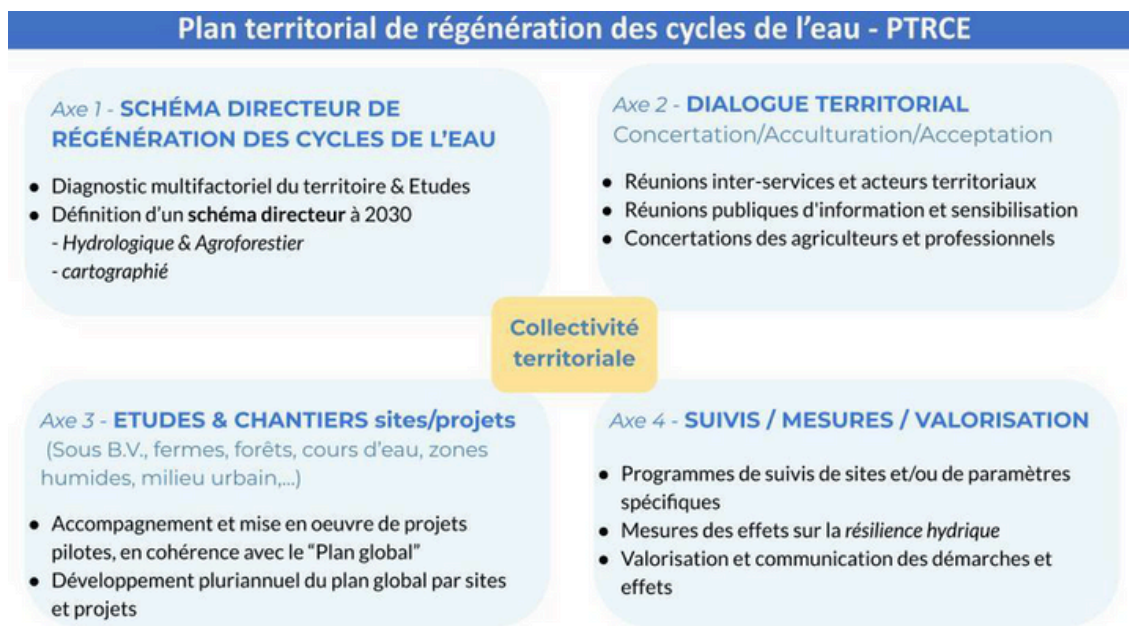 Plan territorial de régénération des cycles de l'eau - PTRCE
Axe 1 - SCHÉMA DIRECTEUR DE
RÉGÉNÉRATION DES CYCLES DE L'EAU
● Diagnostic multifactoriel du territoire & Etudes
● Définition d'un schéma directeur à 2030
- Hydrologique & Agroforestier
- cartographié
Axe 2 - DIALOGUE TERRITORIAL
Concertation/Acculturation/Acceptation
● Réunions inter-services et acteurs territoriaux
● Réunions publiques d'information et sensibilisation
● Concertations des agriculteurs et professionnels
Collectivité
territoriale
Axe 3 - ETUDES & CHANTIERS sites/projets
(Sous B.V., fermes, forêts, cours d'eau, zones
humides, milieu urbain,...)
● Accompagnement et mise en oeuvre de projets
pilotes, en cohérence avec le "Plan global"
● Développement pluriannuel du plan global par sites
et projets
Axe 4 - SUIVIS / MESURES / VALORISATION
● Programmes de suivis de sites et/ou de paramètres
spécifiques
● Mesures des effets sur la résilience hydrique
● Valorisation et communication des démarches et
effets